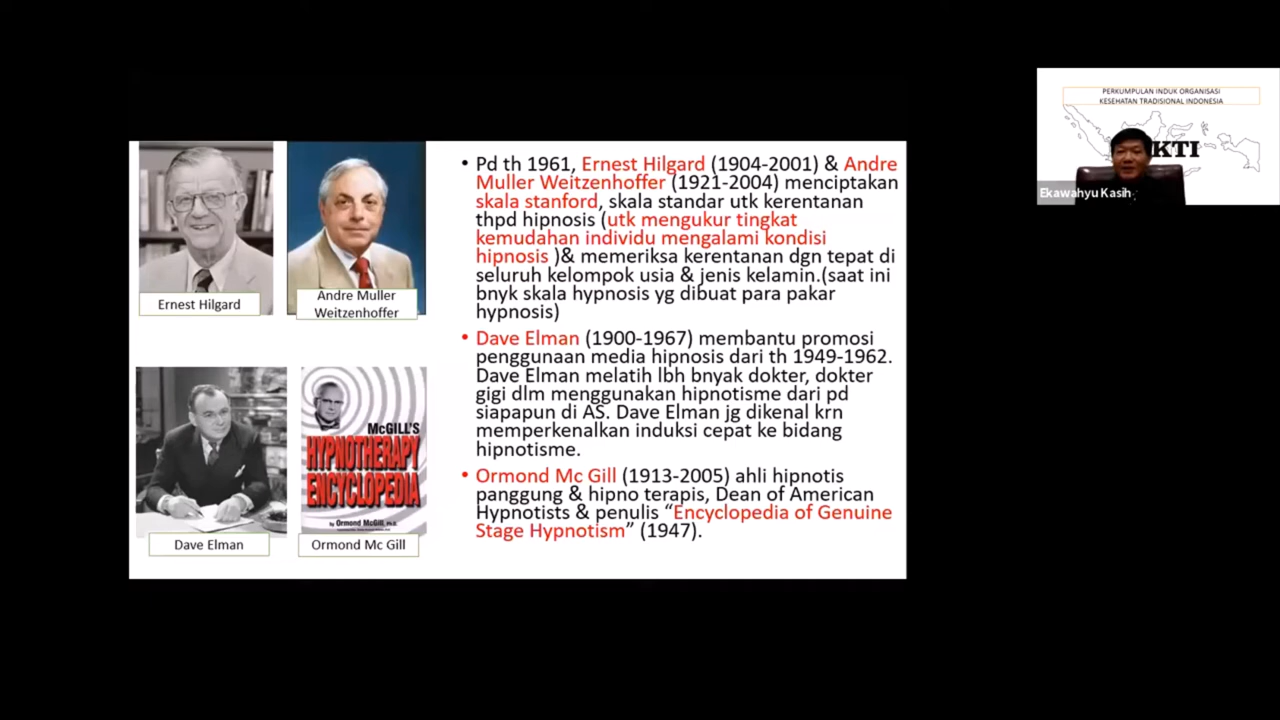 Ernest Hilgard
Andre Muller
Weitzenhoffer
McGILL'S
HYPNOTHERAPY
ENCYCLOPEDIA
by Ormond McGill, Ph.D.
Dave Elman
Ormond Mc Gill
• Pd th 1961, Ernest Hilgard (1904-2001) & Andre
Muller Weitzenhoffer (1921-2004) menciptakan
skala stanford, skala standar utk kerentanan
thpd hipnosis (utk mengukur tingkat
kemudahan individu mengalami kondisi
hipnosis )& memeriksa kerentanan dgn tepat di
seluruh kelompok usia & jenis kelamin.(saat ini
bnyk skala hypnosis yg dibuat para pakar
hypnosis)
• Dave Elman (1900-1967) membantu promosi
penggunaan media hipnosis dari th 1949-1962.
Dave Elman melatih lbh bnyak dokter, dokter
gigi dlm menggunakan hipnotisme dari pd
siapapun di AS. Dave Elman jg dikenal krn
memperkenalkan induksi cepat ke bidang
hipnotisme.
• Ormond Mc Gill (1913-2005) ahli hipnotis
panggung & hipno terapis, Dean of American
Hypnotists & penulis “Encyclopedia of Genuine
Stage Hypnotism” (1947).
PERKUMPULAN INDUK ORGANISASI
KESEHATAN TRADISIONAL INDONESIA
KTI
Ekawahyu Kasih